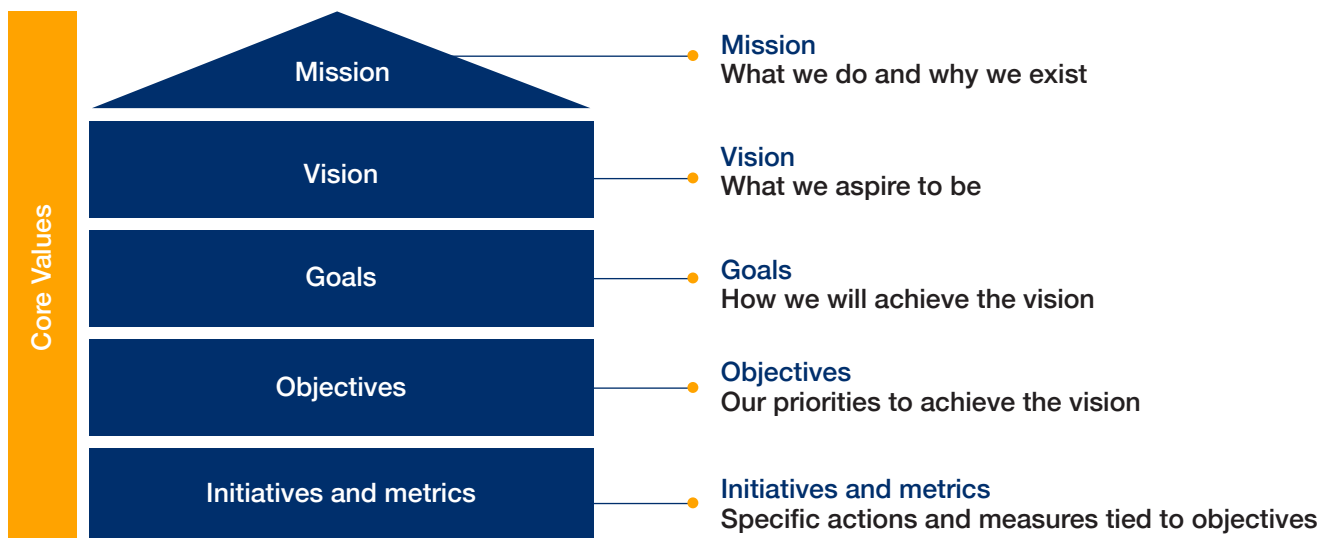 Core Values
Mission
Vision
Goals
Objectives
Initiatives and metrics
Mission
What we do and why we exist
Vision
What we aspire to be
Goals
How we will achieve the vision
Objectives
Our priorities to achieve the vision
Initiatives and metrics
Specific actions and measures tied to objectives